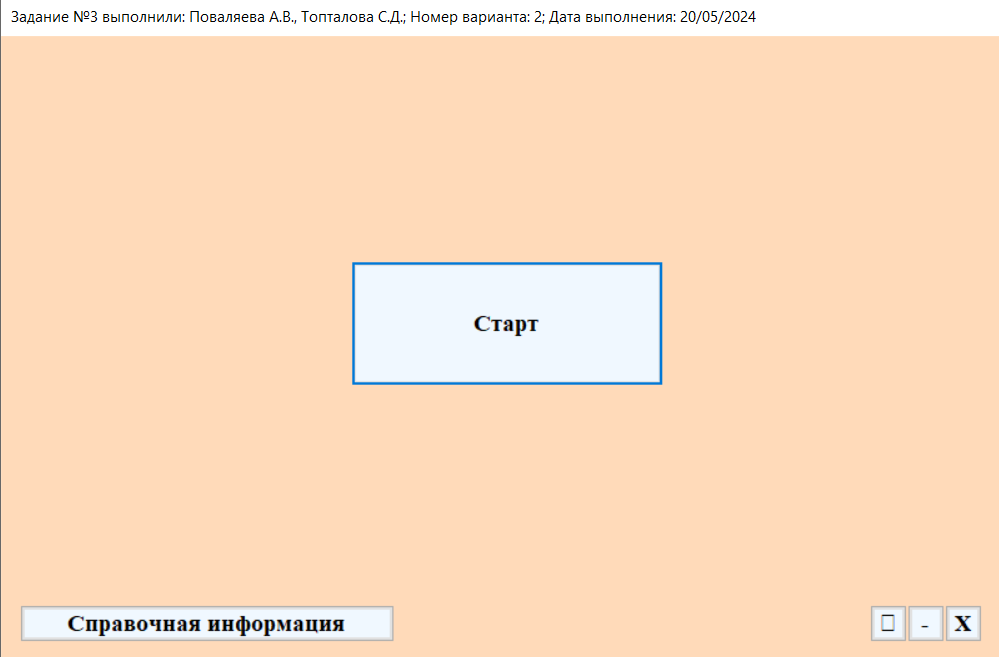 Задание №3 выполнили: Поваляева А.В., Топталова С.Д.; Номер варианта: 2; Дата выполнения: 20/05/2024
Старт
Справочная информация
□ - X